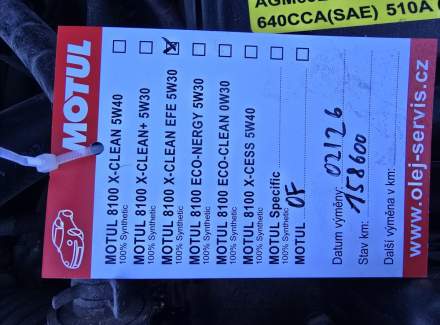 AGM
640CCA(SAE) 510A
MOTUL
MOTUL 8100 X-CLEAN 5W40
100% Synthetic
MOTUL 8100 X-CLEAN+ 5W30
100% Synthetic
MOTUL 8100 X-CLEAN EFE 5W30
100% Synthetic
MOTUL 8100 ECO-NERGY 5W30
100% Synthetic
MOTUL 8100 ECO-CLEAN 0W30
100% Synthetic
MOTUL 8100 X-CESS 5W40
100% Synthetic
MOTUL Specific
100% Synthetic
MOTUL OF
Datum výměny: 02126
Stav km: 158600
Další výměna v km:
www.olej-servis.cz